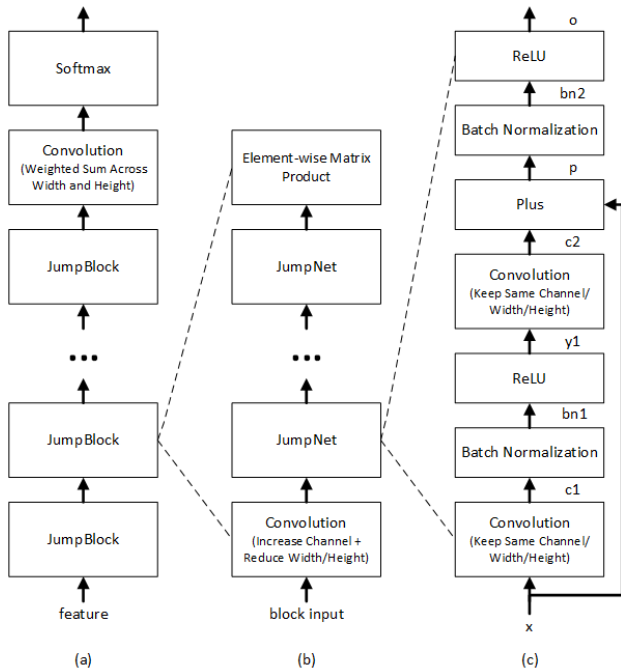 Softmax
Convolution
(Weighted Sum Across
Width and Height)
JumpBlock
...
JumpBlock
JumpBlock
feature
(a)
Element-wise Matrix
Product
JumpNet
...
JumpNet
Convolution
(Increase Channel +
Reduce Width/Height)
block input
(b)
o
ReLU
bn2
Batch Normalization
p
Plus
c2
Convolution
(Keep Same Channel/
Width/Height)
y1
ReLU
bn1
Batch Normalization
c1
Convolution
(Keep Same Channel/
Width/Height)
x
(c)